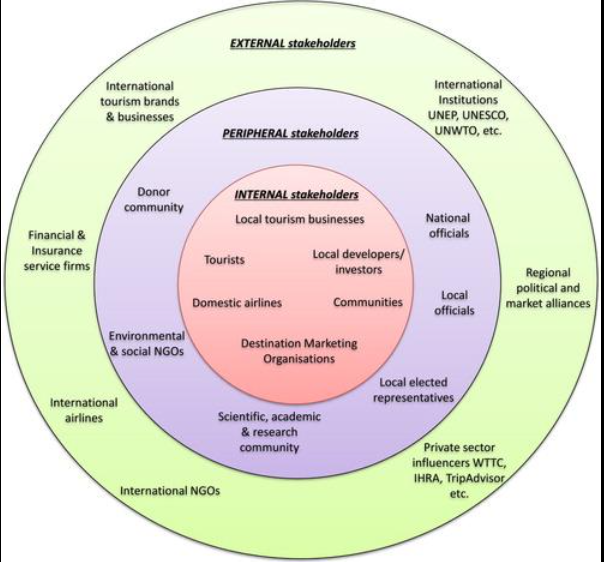 EXTERNAL stakeholders
International
tourism brands
& businesses
International
Institutions
UNEP, UNESCO,
UNWTO, etc.
PERIPHERAL stakeholders
INTERNAL stakeholders
Donor
community
Local tourism businesses
National
officials
Financial &
Insurance
service firms
Tourists
Local developers/
investors
Regional
political and
market alliances
Domestic airlines
Communities
Local
officials
Environmental
& social NGOs
Destination Marketing
Organisations
Local elected
representatives
International
airlines
Scientific, academic
& research
community
Private sector
influencers WTTC,
IHRA, TripAdvisor
etc.
International NGOs